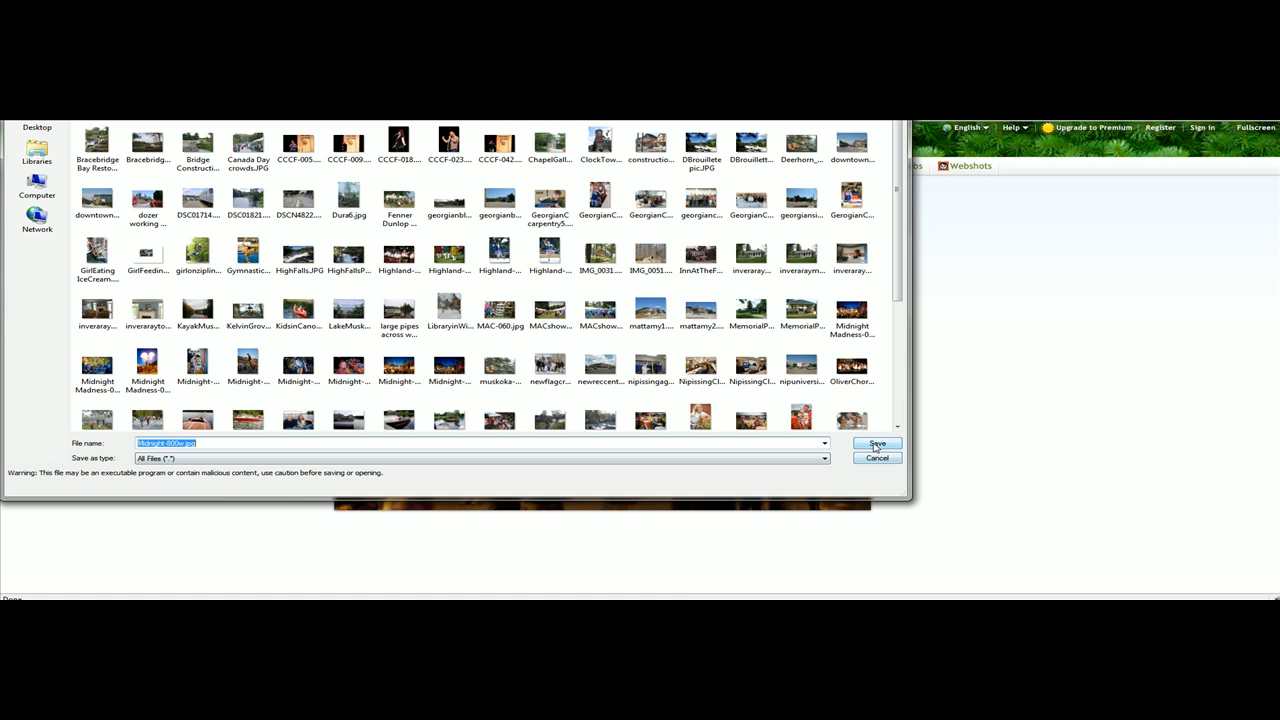 Desktop
English Help Upgrade to Premium Register Sign in Fullscreen
Libraries
Bracebridge Bay Resto... Bracebridg... Bridge Constructi... Canada Day crowds.JPG CCCF-005.... CCCF-009.... CCCF-018.... CCCF-023.... CCCF-042.... ChapelGall... ClockTow... constructio... DBrouillete pic.JPG DBrouillett... Deerhorn_... downtown...
bs Webshots
Computer
downtown... dozer working ... DSC01714.... DSC01821.... DSCN4822.... Dura6.jpg Fenner Dunlop ... georgianbl... georgianb... GeorgianC carpentry5.... GeorgianC... GeorgianC... georgianc... GeorgianC... georgiansi... GerogianC...
Network
GirlEating IceCream.... GirlFeedin... girlonziplin... Gymnastic... HighFalls.JPG HighFallsP... Highland-... Highland-... Highland-... Highland-... IMG_0031.... IMG_0051.... InnAtTheF... inveraray... inveraraym... inveraray...
inveraray... inverarayto... KayakMus... KelvinGrov... KidsinCano... LakeMusk... large pipes across w... LibraryinWi... MAC-060.jpg MACshow... MACshow... mattamy1.... mattamy2.... MemorialP... MemorialP... Midnight Madness-0...
Midnight Madness-0... Midnight Madness-0... Midnight-... Midnight-... Midnight-... Midnight-... Midnight-... Midnight-... muskoka-... newflagcr... newreccent... nipissingag... NipissingCl... NipissingCl... nipuniversi... OliverChor...
File name: Midnight-800w.jpg Save
Save as type: All Files (*.*) Cancel
Warning: This file may be an executable program or contain malicious content, use caution before saving or opening.
Done